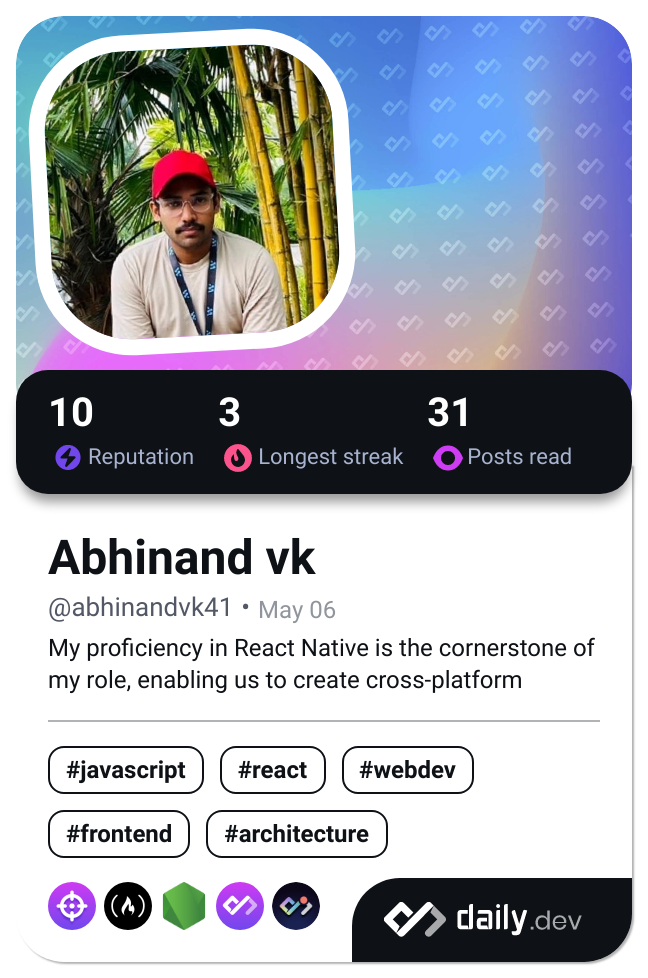 10 3 31
Reputation Longest streak Posts read
Abhinand vk
@abhinandvk41 • May 06
My proficiency in React Native is the cornerstone of
my role, enabling us to create cross-platform
#javascript #react #webdev
#frontend #architecture
daily.dev